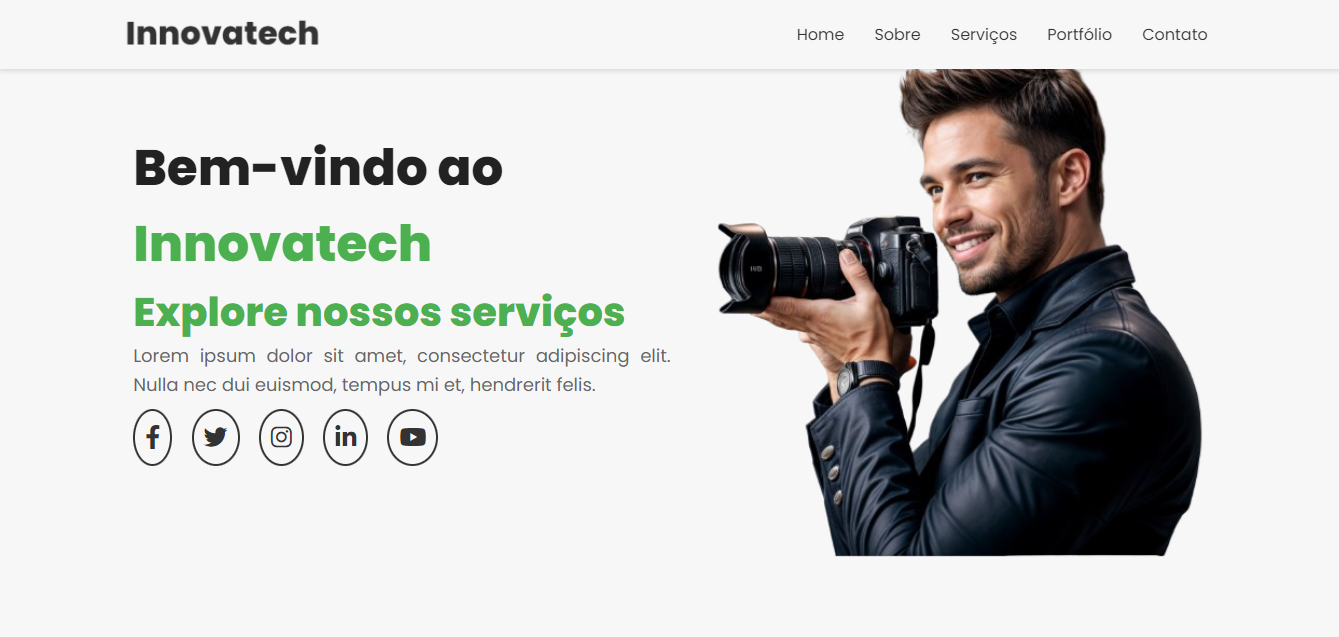 Innovatech
Home Sobre Serviços Portfólio Contato
Bem-vindo ao
Innovatech
Explore nossos serviços
Lorem ipsum dolor sit amet, consectetur adipiscing elit.
Nulla nec dui euismod, tempus mi et, hendrerit felis.